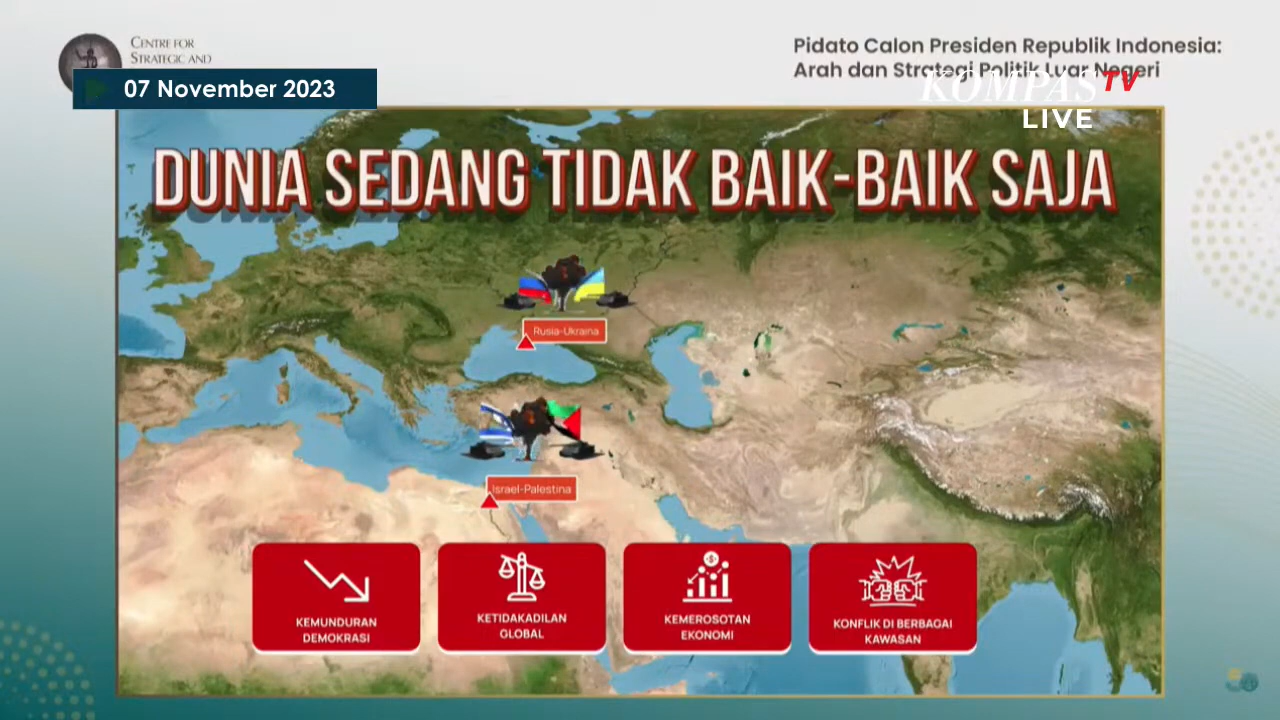 CENTRE FOR
STRATEGIC AND
07 November 2023
Pidato Calon Presiden Republik Indonesia:
Arah dan Strategi Politik Luar Negeri
KOMPAS TV
LIVE
DUNIA SEDANG TIDAK BAIK-BAIK SAJA
Rusia-Ukraina
Israel-Palestina
KEMUNDURAN
DEMOKRASI
KETIDAKADILAN
GLOBAL
KEMEROSOTAN
EKONOMI
KONFLIK DI BERBAGAI
KAWASAN